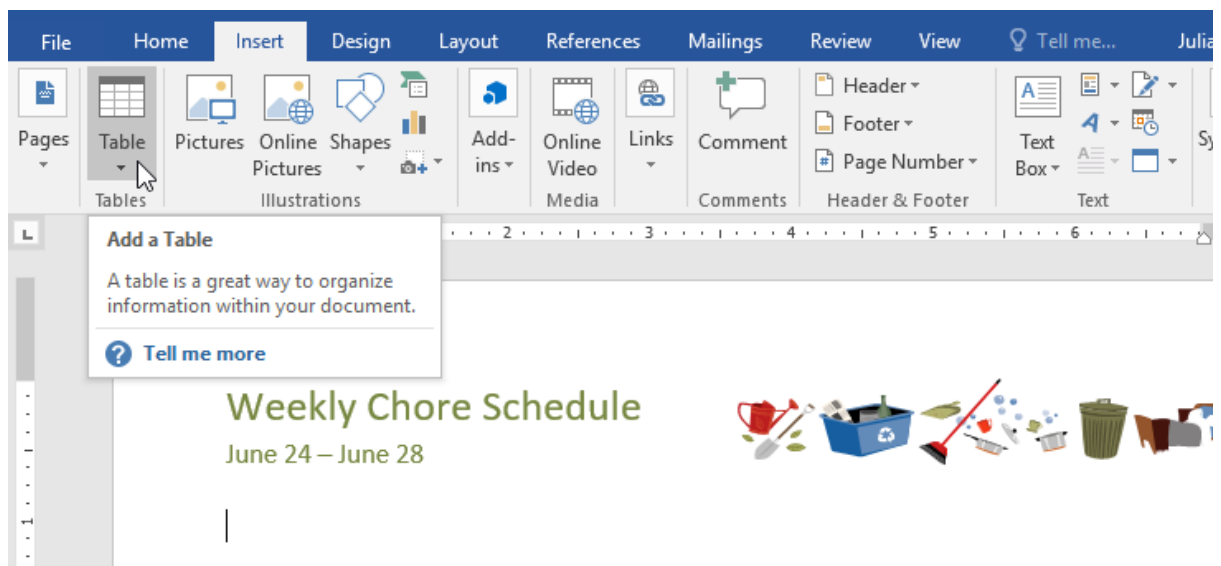 File Home Insert Design Layout References Mailings Review View Tell me...
Pages Table Pictures Online Pictures Shapes Add-ins Online Video Links Comment Header Footer Page Number Text Box
Tables Illustrations Media Comments Header & Footer Text
L 2 3 4 5 6
Add a Table
A table is a great way to organize
information within your document.
? Tell me more
Weekly Chore Schedule
June 24 – June 28
1